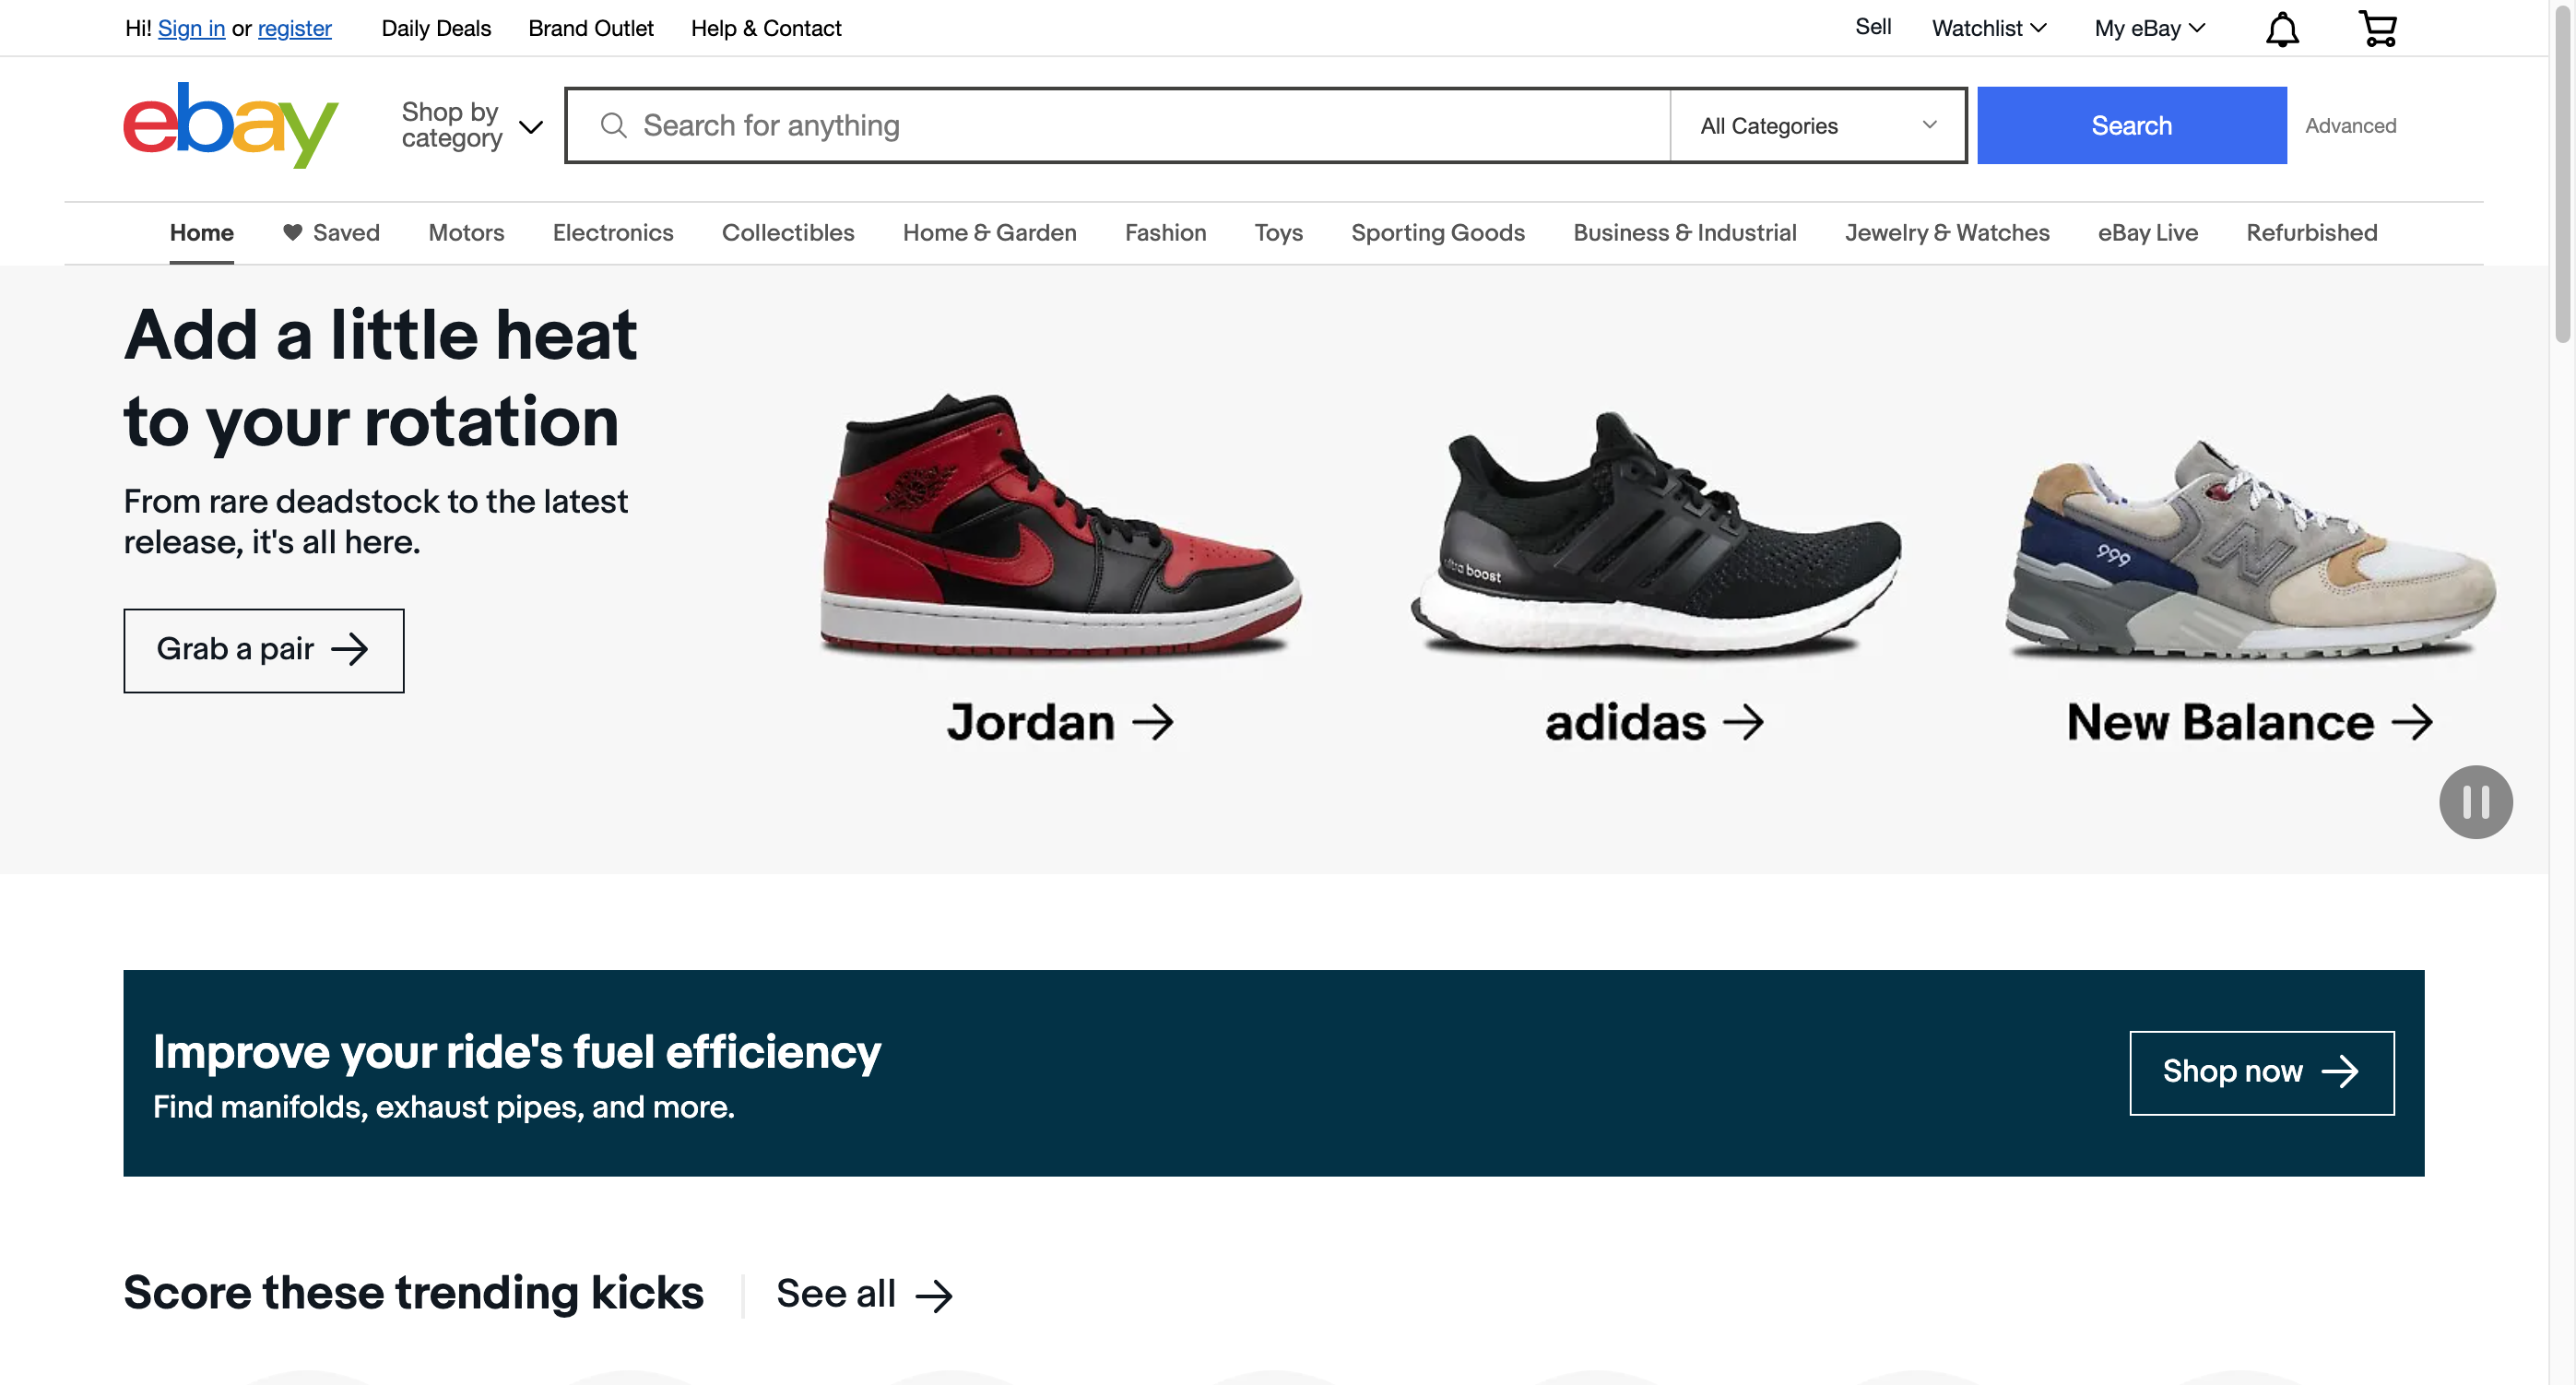 Hi! Sign in or register Daily Deals Brand Outlet Help & Contact Sell Watchlist My eBay
ebay
Shop by
category
Search for anything
All Categories
Search
Advanced
Home Saved Motors Electronics Collectibles Home & Garden Fashion Toys Sporting Goods Business & Industrial Jewelry & Watches eBay Live Refurbished
Add a little heat
to your rotation
From rare deadstock to the latest
release, it's all here.
Grab a pair
999
N
ultra boost
Jordan
adidas
New Balance
Improve your ride's fuel efficiency
Find manifolds, exhaust pipes, and more.
Shop now
Score these trending kicks
See all